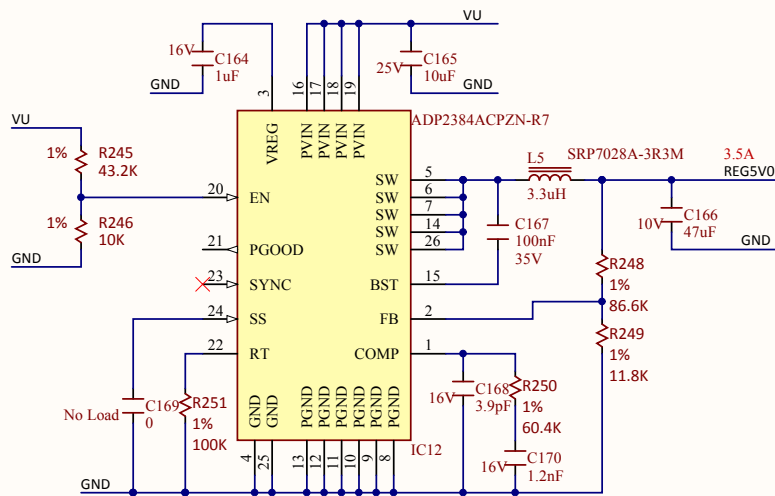 VU
16V
C164
1uF
GND
3
16
17
18
19
25V
C165
10uF
GND
ADP2384ACPZN-R7
VREG
PVIN
PVIN
PVIN
PVIN
VU
1%
R245
43.2K
1%
R246
10K
GND
20
EN
21
PGOOD
23
SYNC
24
SS
22
RT
SW
5
SW
6
SW
7
SW
14
SW
26
BST
15
FB
2
COMP
1
L5
SRP7028A-3R3M
3.3uH
3.5A
REG5V0
C167
100nF
35V
10V
C166
47uF
GND
R248
1%
86.6K
R249
1%
11.8K
No Load
C169
0
R251
1%
100K
16V
C168
3.9pF
R250
1%
60.4K
16V
C170
1.2nF
GND
GND
PGND
PGND
PGND
PGND
PGND
PGND
IC12
4
25
13
12
11
10
9
8
GND